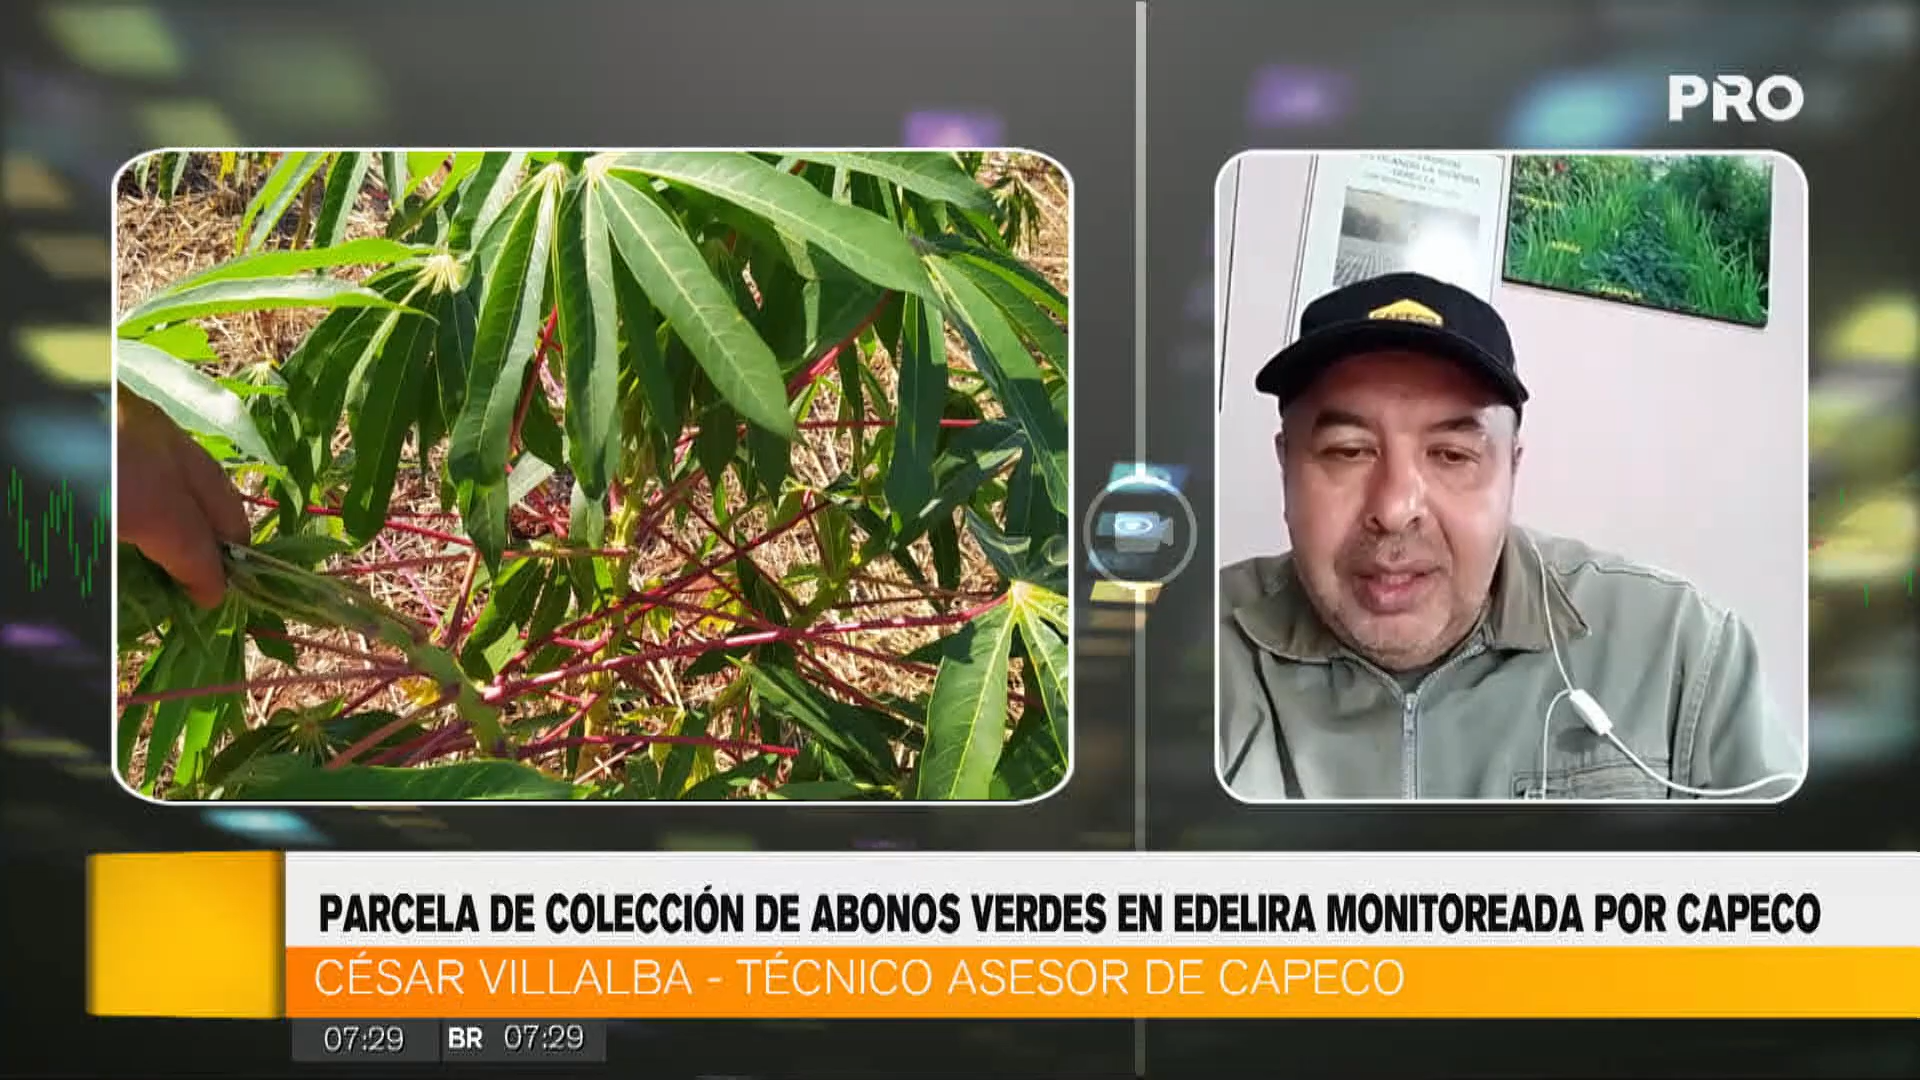 PRO
CAPECO
PARCELA DE COLECCIÓN DE ABONOS VERDES EN EDELIRA MONITOREADA POR CAPECO
CÉSAR VILLALBA - TÉCNICO ASESOR DE CAPECO
07:29 BR 07:29